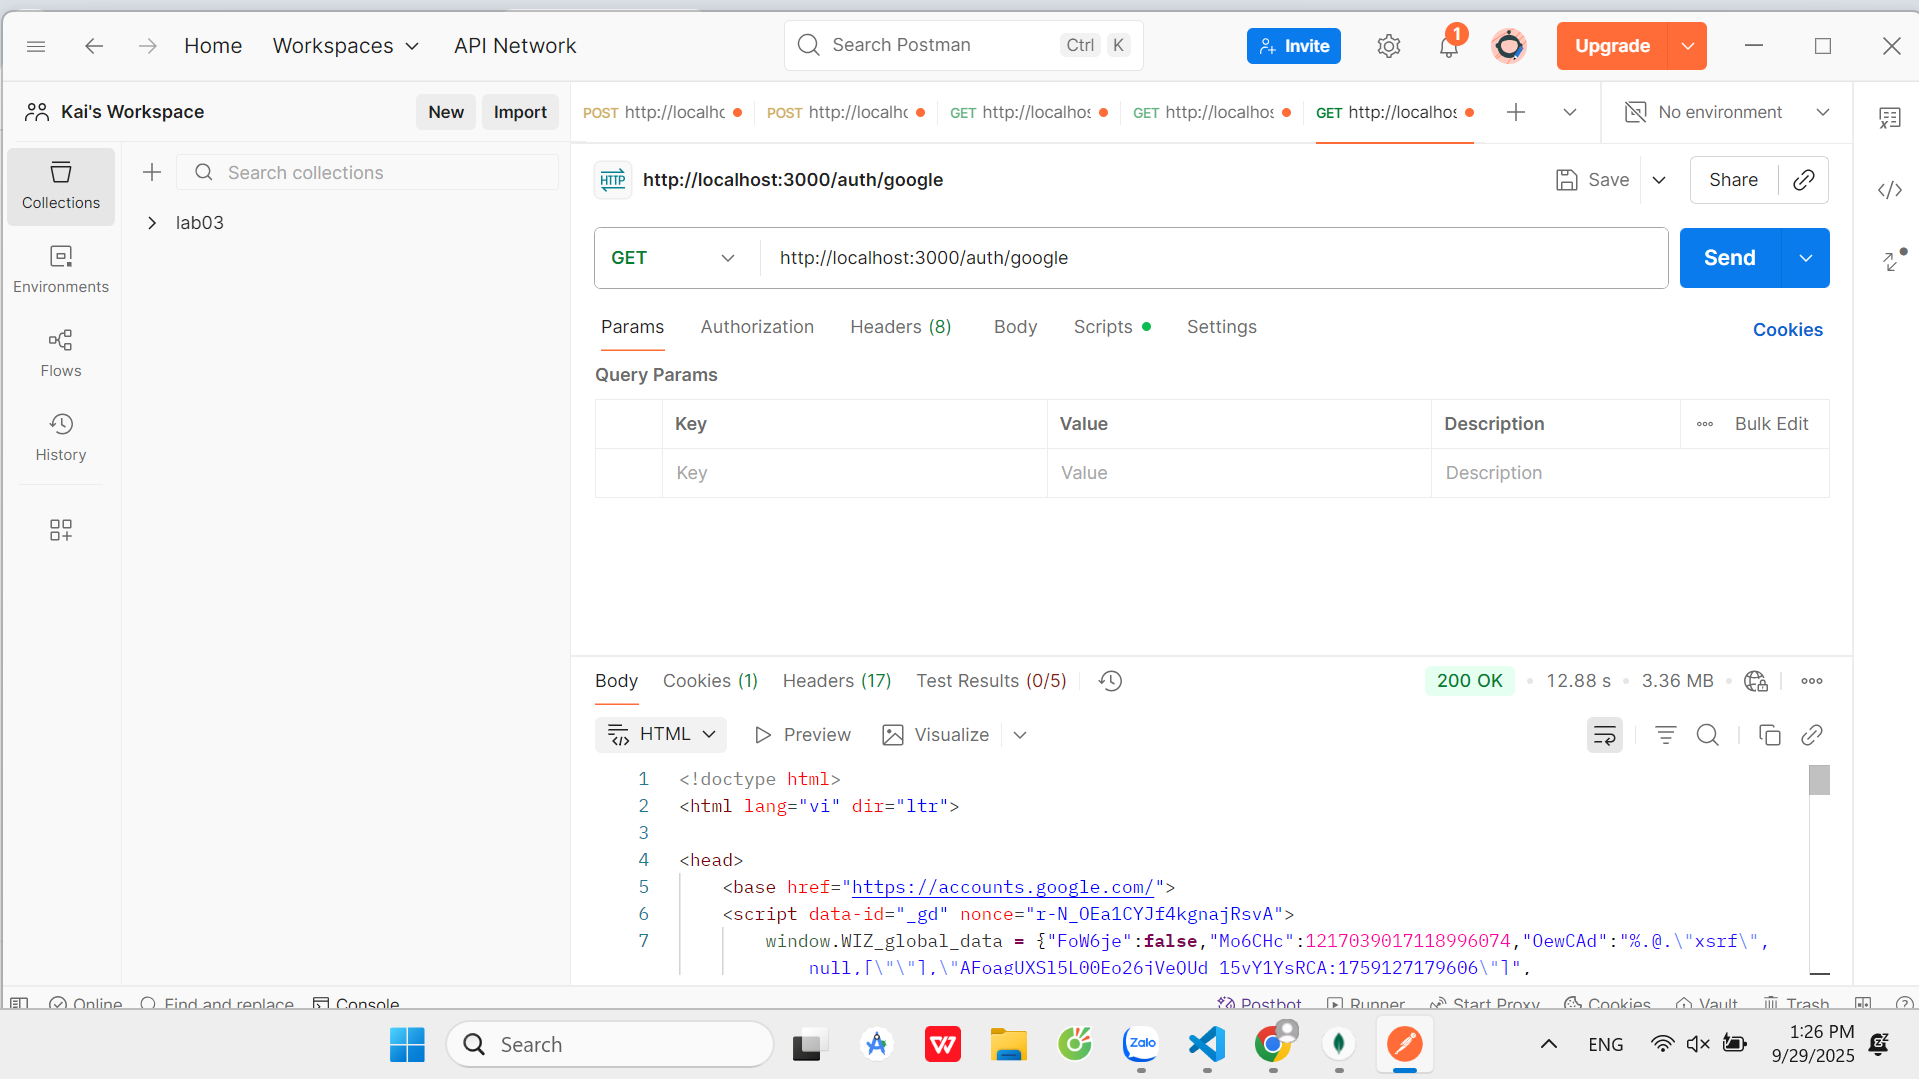 Home Workspaces API Network Search Postman Ctrl K Invite 1 Upgrade
Kai's Workspace New Import POST http://localhc POST http://localhc GET http://localhos GET http://localhos GET http://localhos No environment
Collections
Search collections
HTTP http://localhost:3000/auth/google Save Share
lab03
GET http://localhost:3000/auth/google Send
Environments
Params Authorization Headers (8) Body Scripts Settings Cookies
Flows
Query Params
Key Value Description Bulk Edit
Key Value Description
History
Body Cookies (1) Headers (17) Test Results (0/5) 200 OK 12.88 s 3.36 MB
HTML Preview Visualize
1 <!doctype html>
2 <html lang="vi" dir="ltr">
3
4 <head>
5 <base href="https://accounts.google.com/">
6 <script data-id="_gd" nonce="r-N_OEa1CYJf4kgnajRsvA">
7 window.WIZ_global_data = {"FoW6je":false,"Mo6CHc":1217039017118996074,"OewCAd":"%.@.\"xsrf\",
null,[\"\"],\"AFoagUXSl5L00Eo26jVeQUd_15vY1YsRCA:1759127179606\"]",
Online Find and replace Console Postbot Runner Start Proxy Cookies Vault Trash
Search Zalo ENG 1:26 PM
9/29/2025